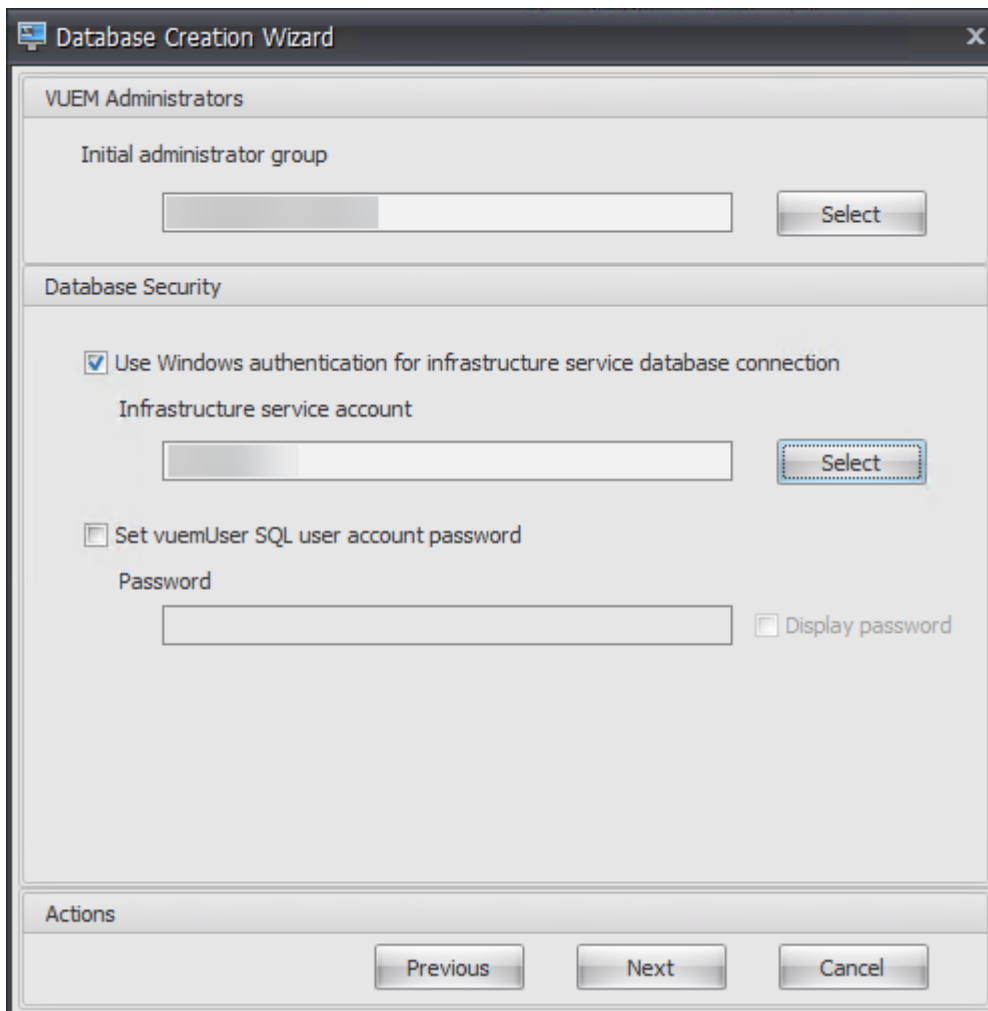 Database Creation Wizard
VUEM Administrators
Initial administrator group
Select
Database Security
Use Windows authentication for infrastructure service database connection
Infrastructure service account
Select
Set vuemUser SQL user account password
Password
Display password
Actions
Previous Next Cancel